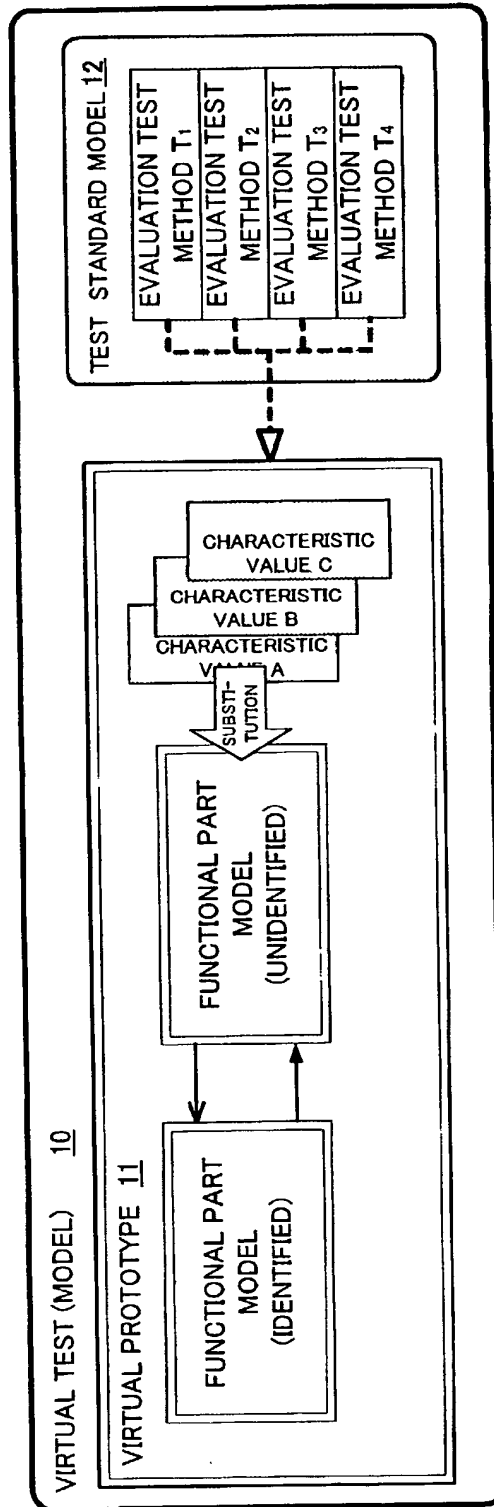 VIRTUAL TEST (MODEL) 10
VIRTUAL PROTOTYPE 11
FUNCTIONAL PART
MODEL
(IDENTIFIED)
FUNCTIONAL PART
MODEL
(UNIDENTIFIED)
SUBSTI-
TUTION
CHARACTERISTIC
VALUE A
CHARACTERISTIC
VALUE B
CHARACTERISTIC
VALUE C
TEST STANDARD MODEL 12
EVALUATION TEST
METHOD T1
EVALUATION TEST
METHOD T2
EVALUATION TEST
METHOD T3
EVALUATION TEST
METHOD T4